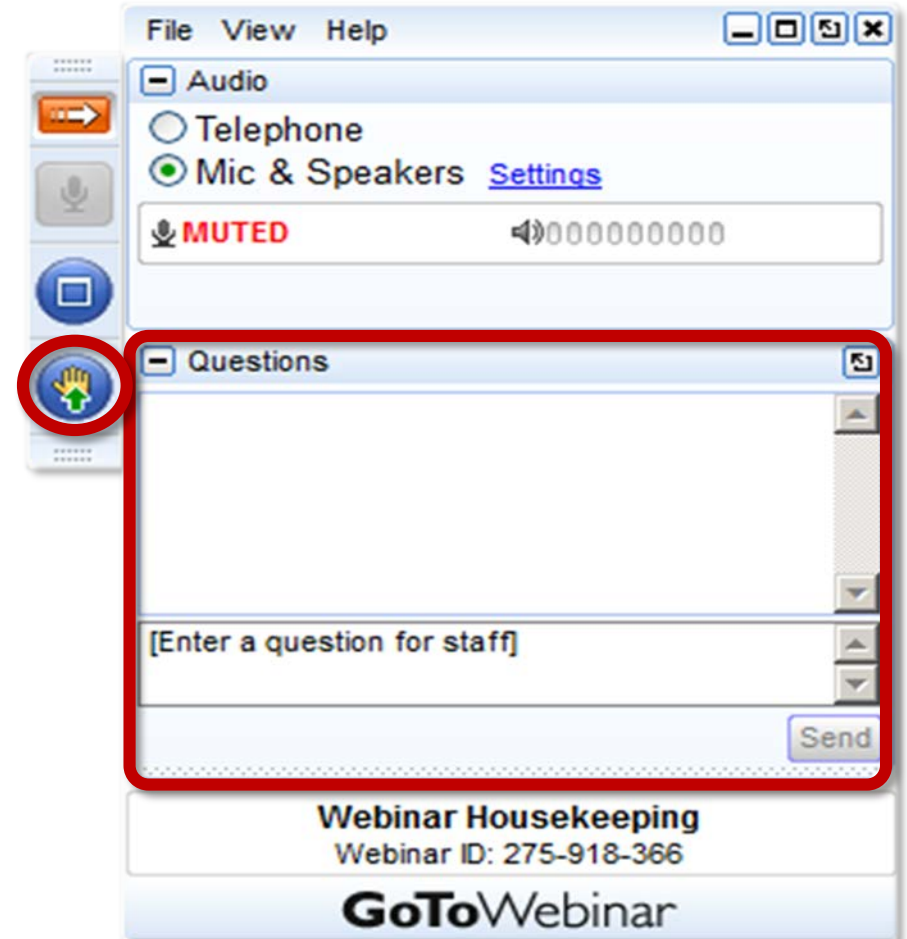 File View Help
Audio
Telephone
Mic & Speakers Settings
MUTED
Questions
[Enter a question for staff]
Send
Webinar Housekeeping
Webinar ID: 275-918-366
GoToWebinar